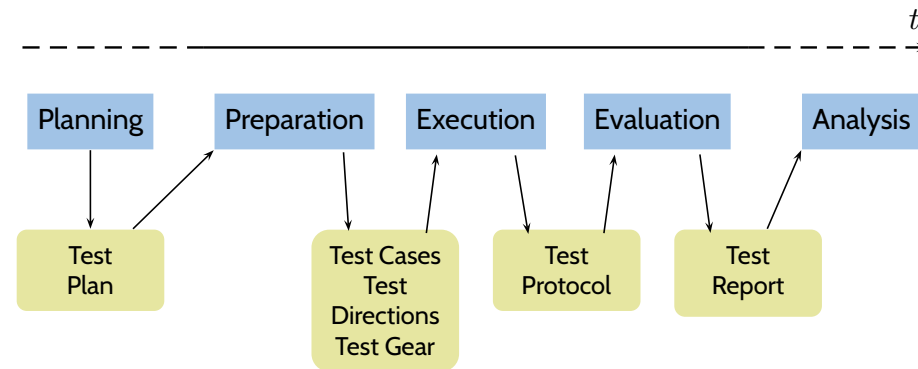 t
Planning
Preparation
Execution
Evaluation
Analysis
Test
Plan
Test Cases
Test
Directions
Test Gear
Test
Protocol
Test
Report